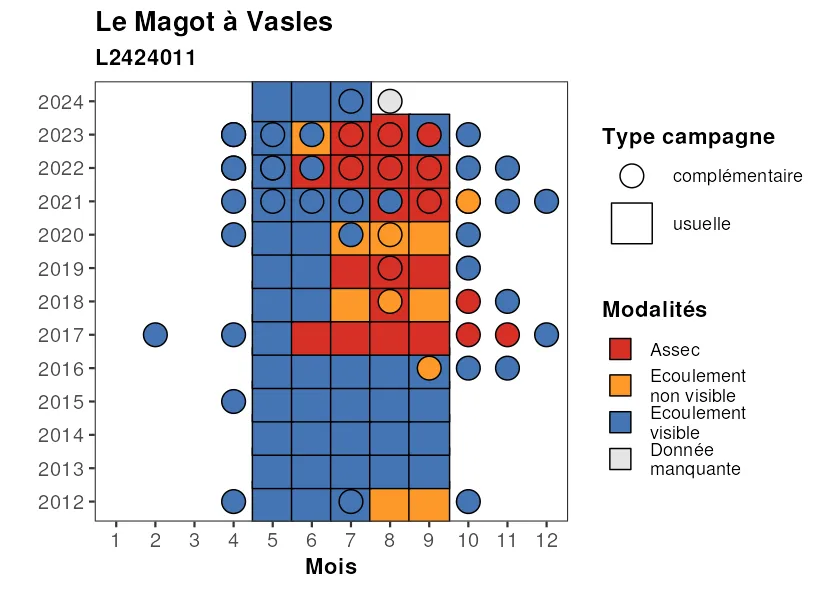 Le Magot à Vasles
L2424011
2024
2023
2022
2021
2020
2019
2018
2017
2016
2015
2014
2013
2012
1 2 3 4 5 6 7 8 9 10 11 12
Mois
Type campagne
complémentaire
usuelle
Modalités
Assec
Ecoulement
non visible
Ecoulement
visible
Donnée
manquante